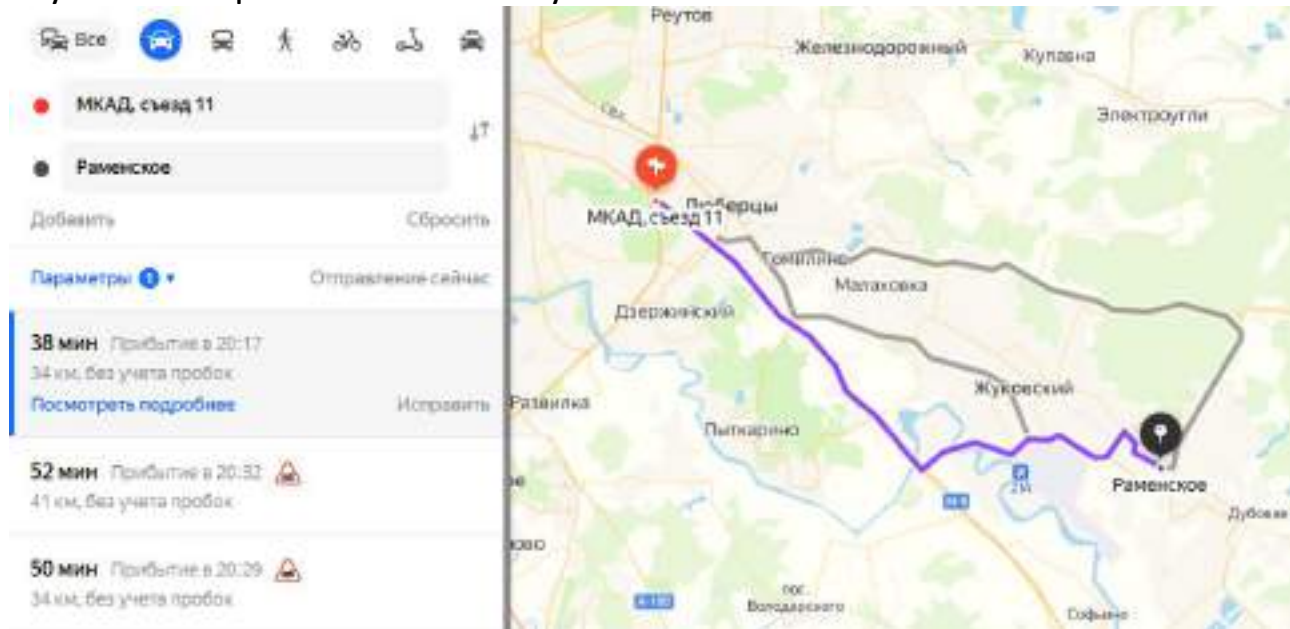 Все
МКАД, съезд 11
Раменское
Добавить
Сбросить
Параметры 1
Отправление сейчас
38 мин Прибытие в 20:17
34 км, без учета пробок
Посмотреть подробнее
Исправить
52 мин Прибытие в 20:32
41 км, без учета пробок
50 мин Прибытие в 20:29
34 км, без учета пробок
Реутов
Железнодорожный
Купавна
Электроугли
Люберцы
МКАД, съезд 11
Томилино
Малаховка
Дзержинский
Жуковский
Развилка
Лыткарино
Раменское
Дубовая
пос.
Володарского
Софьино